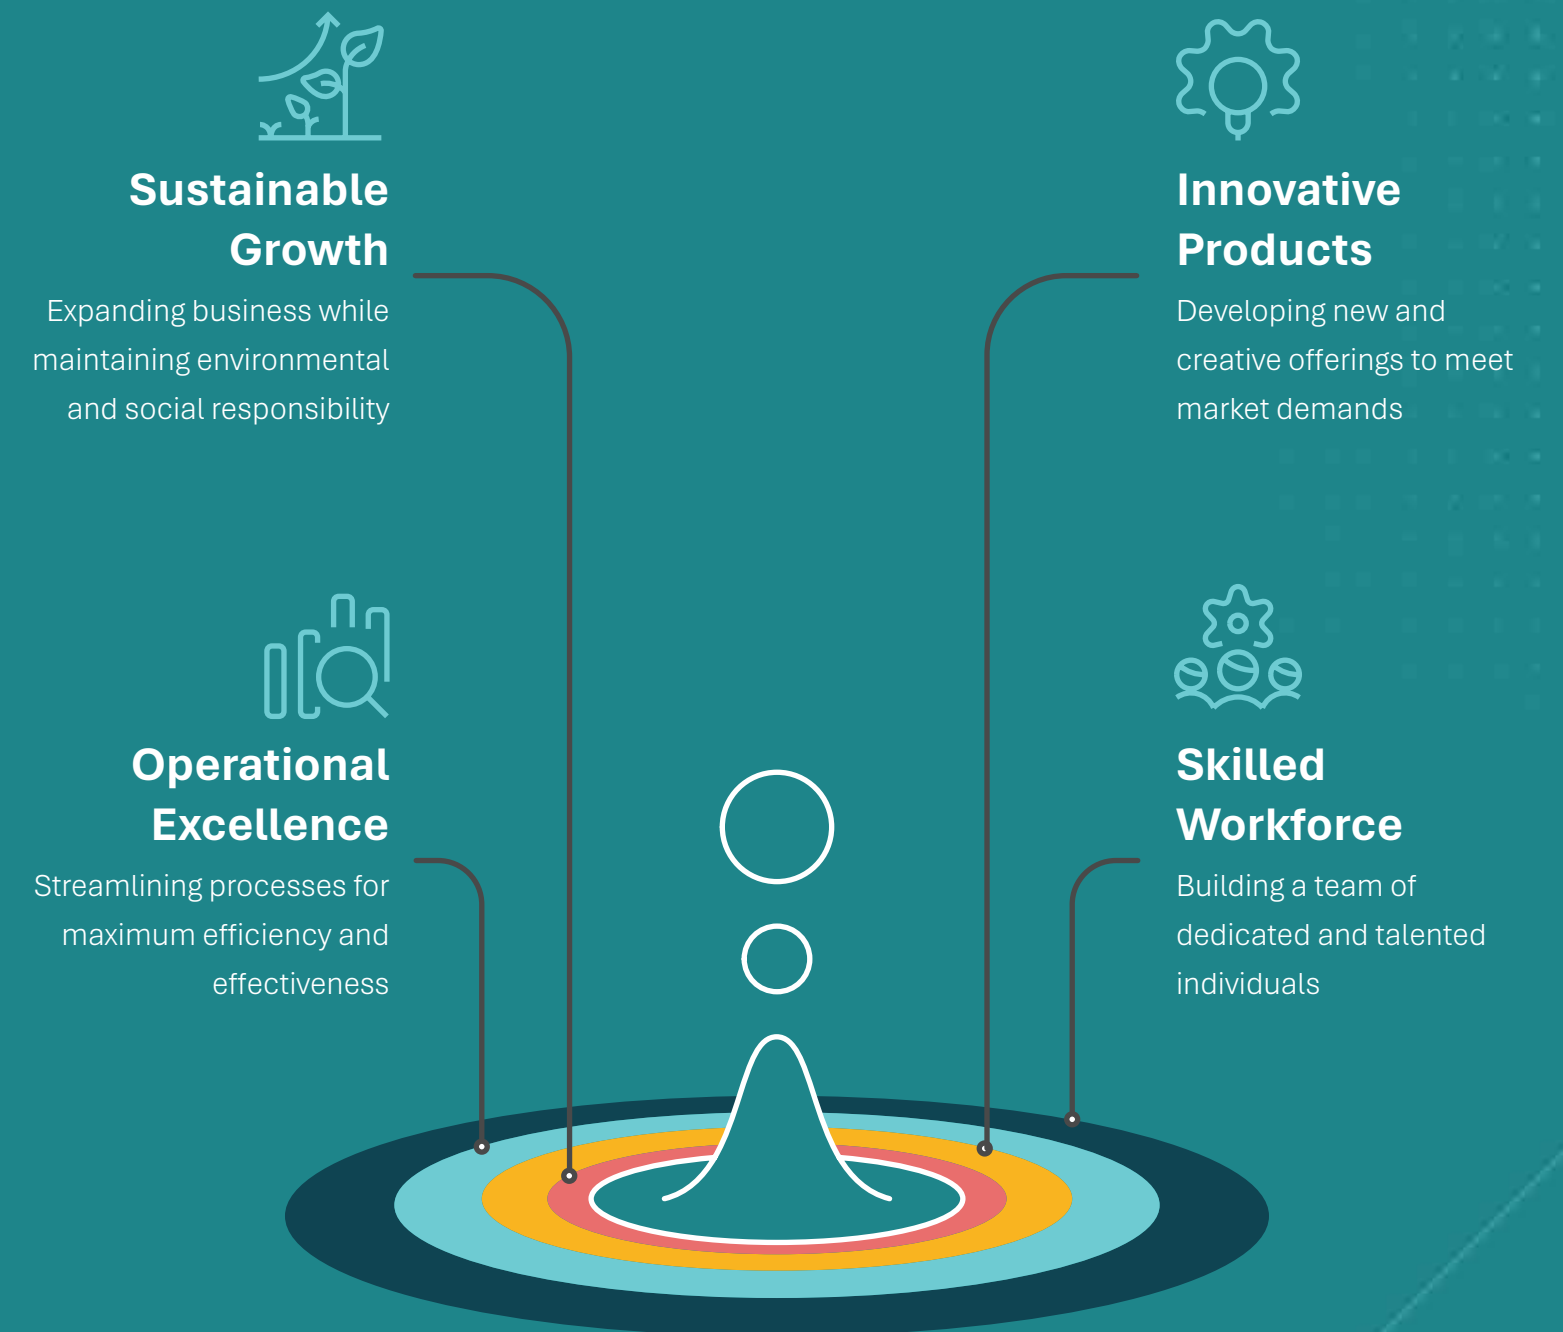 Sustainable
Growth
Expanding business while
maintaining environmental
and social responsibility
Innovative
Products
Developing new and
creative offerings to meet
market demands
Operational
Excellence
Streamlining processes for
maximum efficiency and
effectiveness
Skilled
Workforce
Building a team of
dedicated and talented
individuals